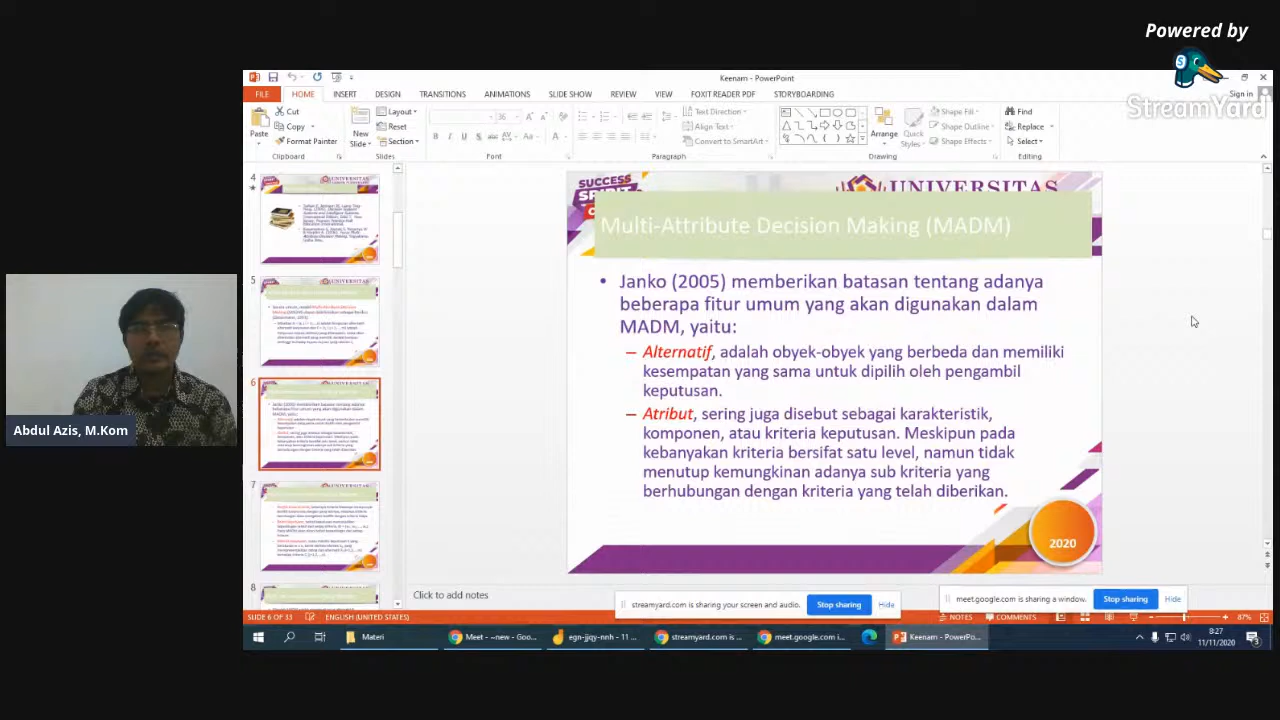 Powered by
StreamYard
Keenam - PowerPoint
Sign in
FILE
HOME
INSERT
DESIGN
TRANSITIONS
ANIMATIONS
SLIDE SHOW
REVIEW
VIEW
FOXIT READER PDF
STORYBOARDING
Paste
Cut
Copy
Format Painter
Clipboard
New
Slide
Layout
Reset
Section
Slides
Font
Text Direction
Align Text
Convert to SmartArt
Paragraph
Arrange
Quick
Styles
Shape Fill
Shape Outline
Shape Effects
Drawing
Find
Replace
Select
Editing
4
5
6
7
8
SUCCESS
UNIVERSITAS
Multi-Attribute Decision Making (MADM)
• Janko (2005) memberikan batasan tentang adanya
beberapa fitur umum yang akan digunakan dalam
MADM, yaitu:
– Alternatif, adalah obyek-obyek yang berbeda dan memiliki
kesempatan yang sama untuk dipilih oleh pengambil
keputusan.
– Atribut, sering juga disebut sebagai karakteristik,
komponen, atau kriteria keputusan. Meskipun pada
kebanyakan kriteria bersifat satu level, namun tidak
menutup kemungkinan adanya sub kriteria yang
berhubungan dengan kriteria yang telah diberikan.
2020
Abdul Azis, M.Kom
Click to add notes
streamyard.com is sharing your screen and audio.
Stop sharing
Hide
meet.google.com is sharing a window.
Stop sharing
Hide
SLIDE 6 OF 33
ENGLISH (UNITED STATES)
NOTES
COMMENTS
87%
Materi
Meet - --new - Goo...
egn-jjqy-nnh - 11 ...
streamyard.com is ...
meet.google.com i...
Keenam - PowerPo...
8:27
11/11/2020
3